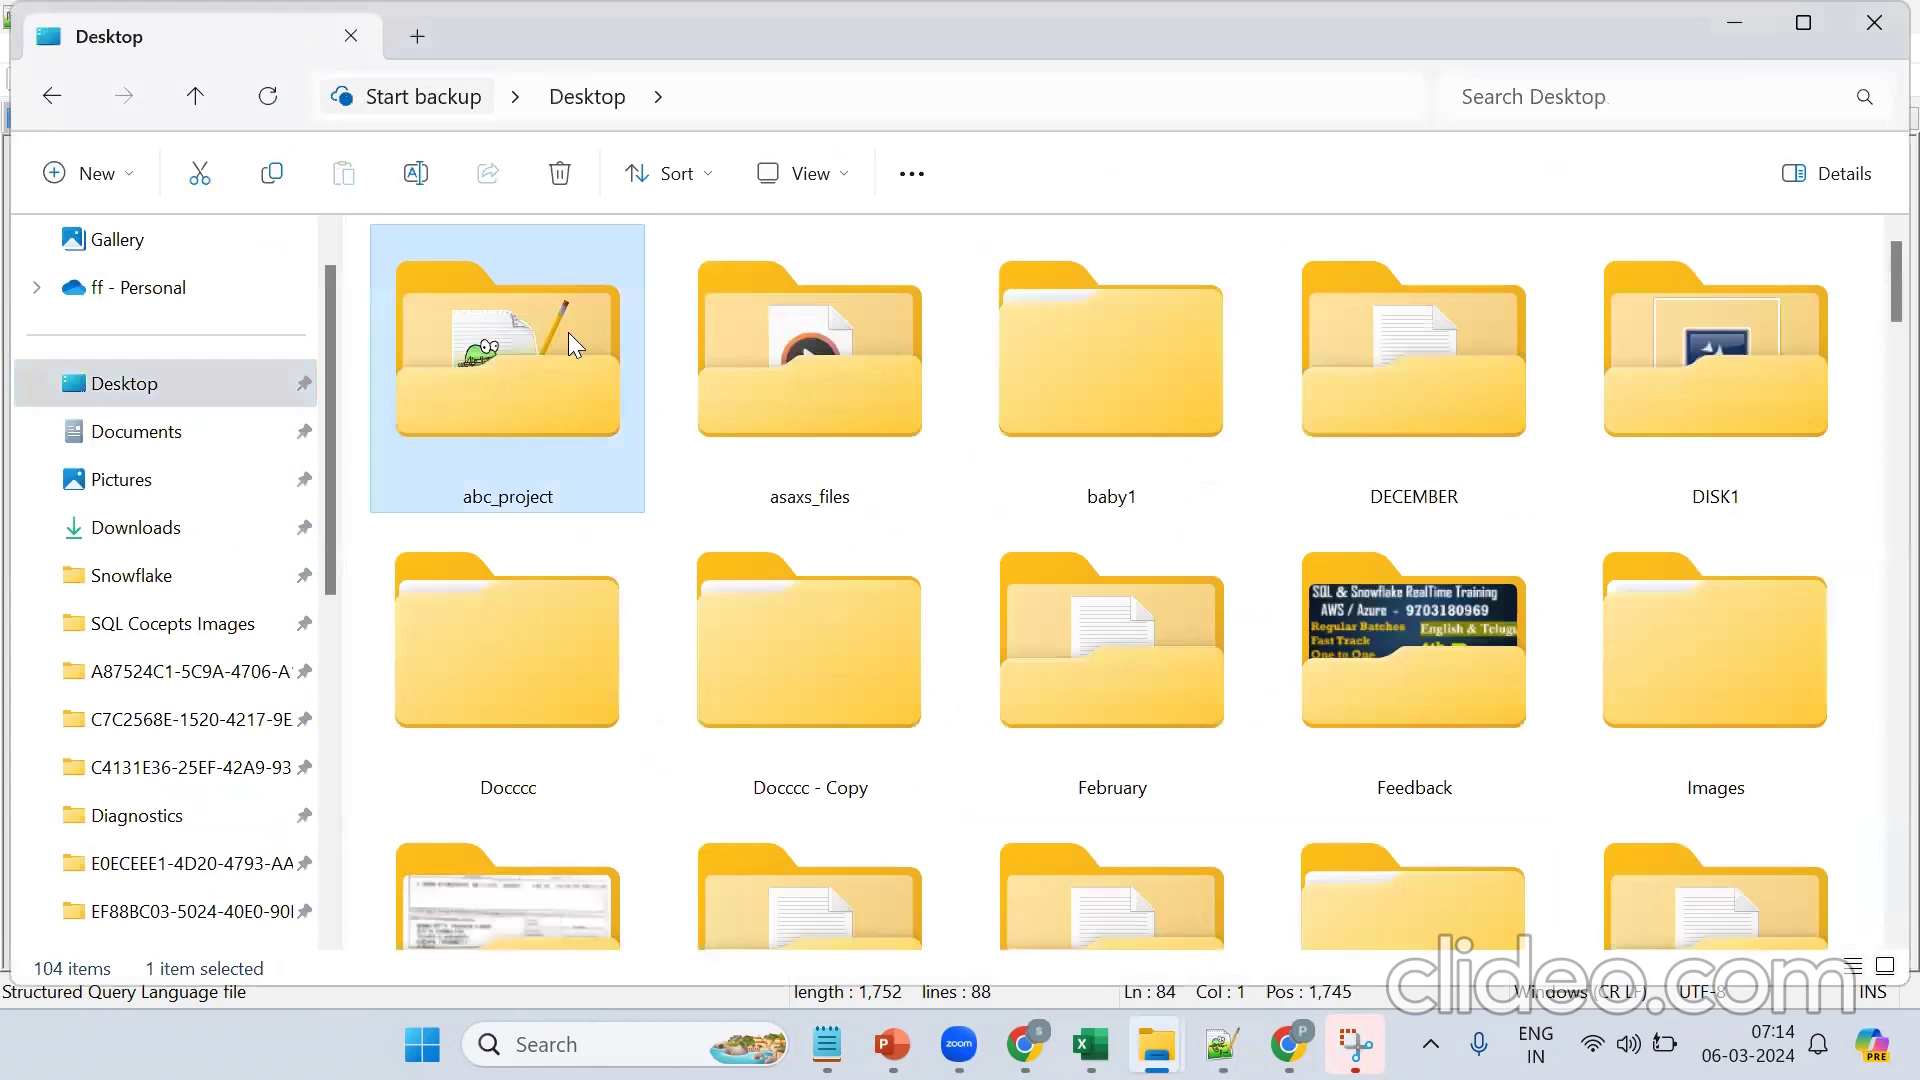 Desktop
Start backup > Desktop >
Search Desktop
New
Sort
View
Details
Gallery
ff - Personal
Desktop
Documents
Pictures
Downloads
Snowflake
SQL Cocepts Images
A87524C1-5C9A-4706-A
C7C2568E-1520-4217-9E
C4131E36-25EF-42A9-93
Diagnostics
E0ECEEE1-4D20-4793-AA
EF88BC03-5024-40E0-90
abc_project
asaxs_files
baby1
DECEMBER
DISK1
SQL & Snowflake RealTime Training
AWS / Azure - 9703180969
Regular Batches English & Telugu
Fast Track
One to One
Docccc
Docccc - Copy
February
Feedback
Images
104 items
1 item selected
clideo.com
Structured Query Language file
length : 1,752 lines : 88
Ln : 84 Col : 1 Pos : 1,745
Windows (CR LF)
UTF-8
INS
Search
P
zoom
S
X
P
ENG
IN
07:14
06-03-2024
PRE